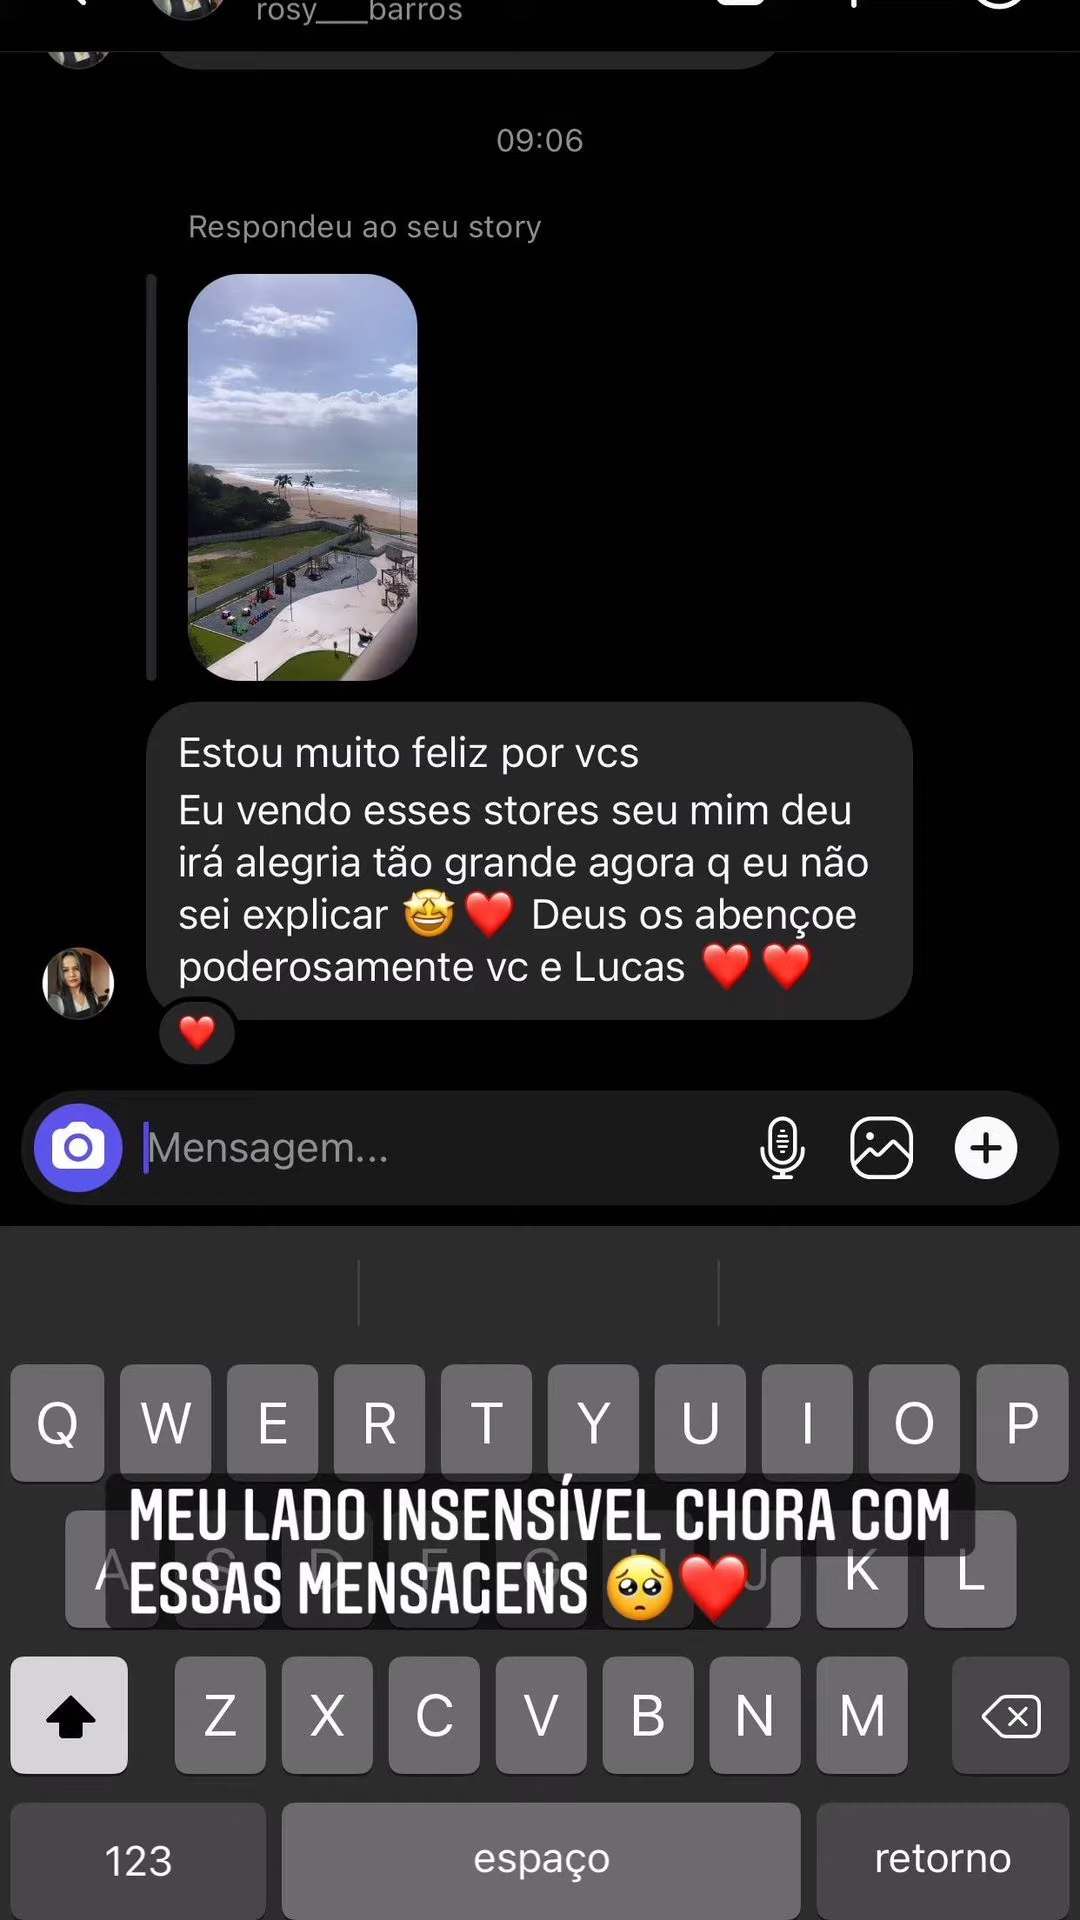 rosy___barros
09:06
Respondeu ao seu story
Estou muito feliz por vcs
Eu vendo esses stores seu mim deu
irá alegria tão grande agora q eu não
sei explicar 🤩❤️ Deus os abençoe
poderosamente vc e Lucas ❤️❤️
❤️
Mensagem...
Q W E R T Y U I O P
MEU LADO INSENSÍVEL CHORA COM
ESSAS MENSAGENS 🥺❤️
A S D F G H J K L
Z X C V B N M
123 espaço retorno